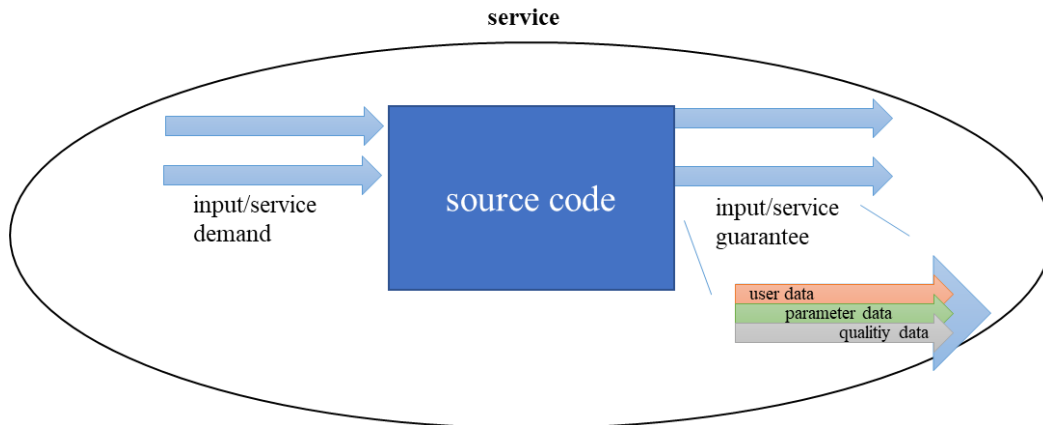 service
input/service
demand
source code
input/service
guarantee
user data
parameter data
qualitiy data